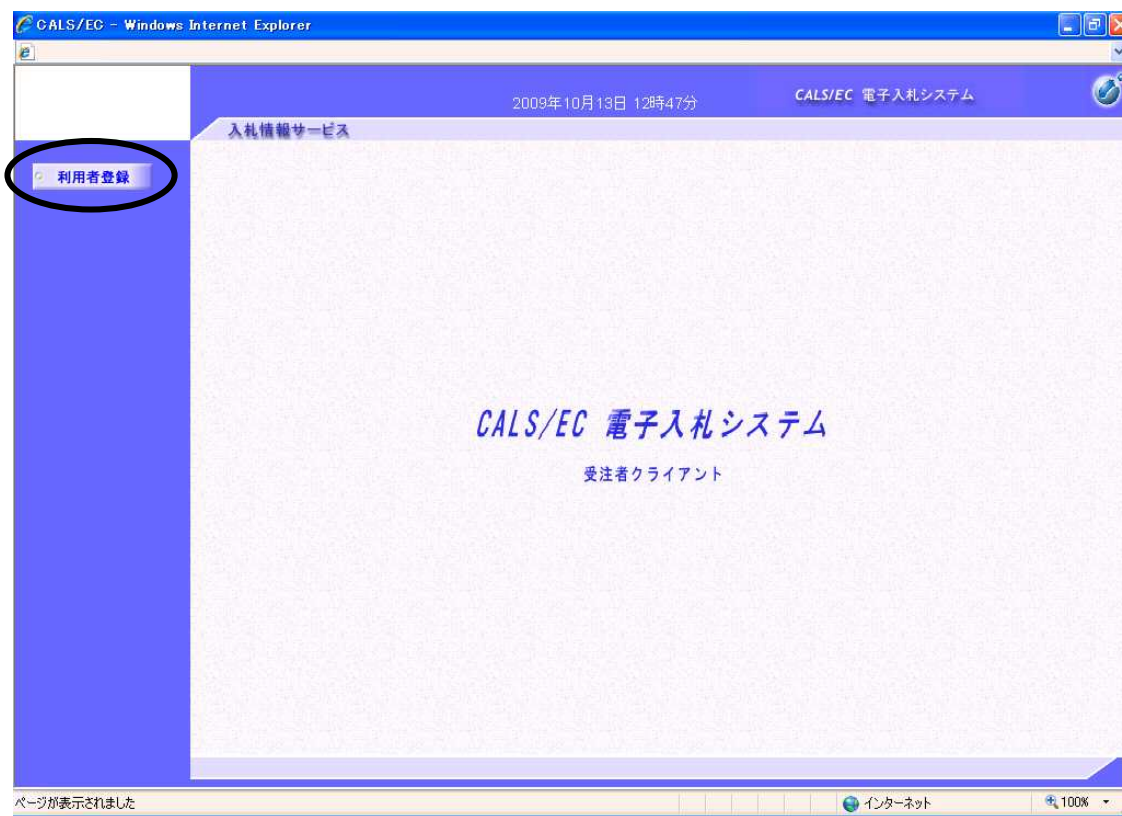 CALS/EC - Windows Internet Explorer
2009年10月13日 12時47分
CALS/EC 電子入札システム
入札情報サービス
利用者登録
CALS/EC 電子入札システム
受注者クライアント
ページが表示されました
インターネット
100%